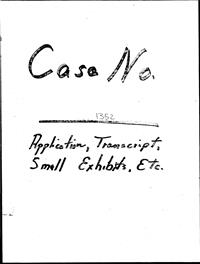 Case No.
1352
Application, Transcript,
Small Exhibits, Etc.